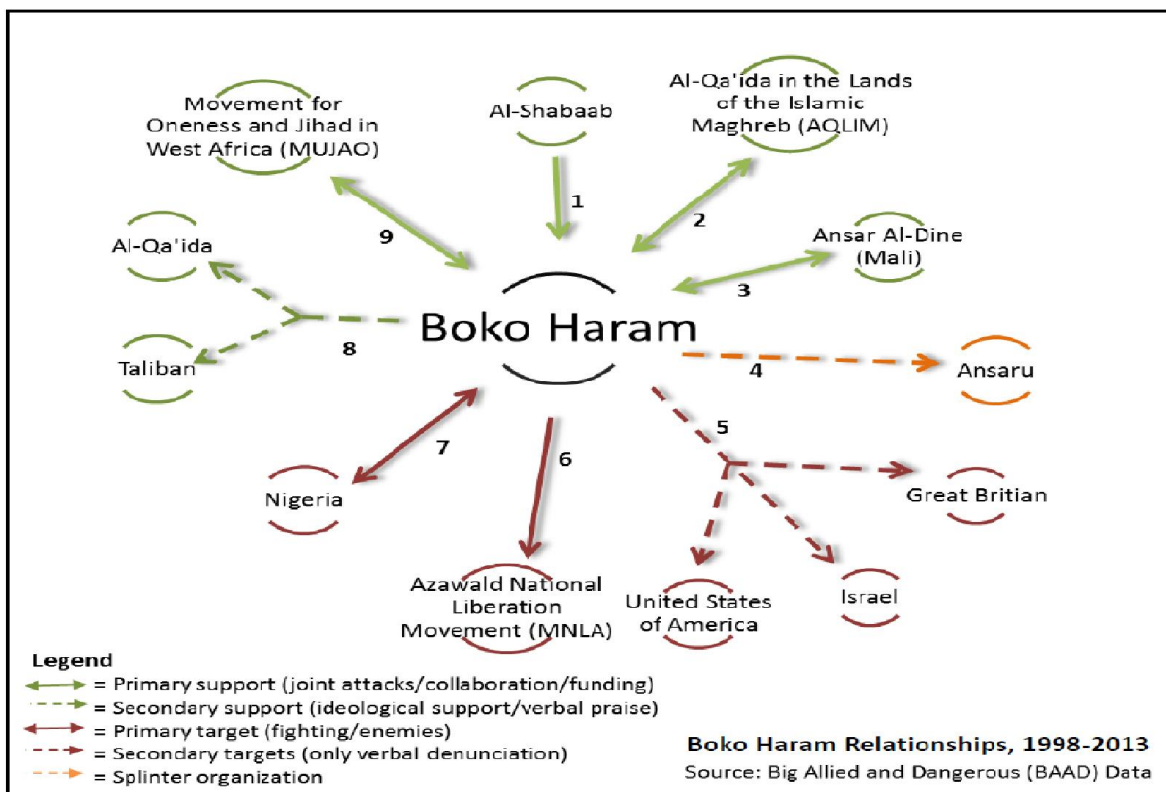 Movement for
Oneness and Jihad in
West Africa (MUJAO)
Al-Shabaab
Al-Qa'ida in the Lands
of the Islamic
Maghreb (AQLIM)
1
2
9
Al-Qa'ida
Ansar Al-Dine
(Mali)
3
Boko Haram
8
Taliban
4
Ansaru
5
7
6
Nigeria
Great Britian
Azawald National
Liberation
Movement (MNLA)
United States
of America
Israel
Legend
= Primary support (joint attacks/collaboration/funding)
= Secondary support (ideological support/verbal praise)
= Primary target (fighting/enemies)
= Secondary targets (only verbal denunciation)
= Splinter organization
Boko Haram Relationships, 1998-2013
Source: Big Allied and Dangerous (BAAD) Data